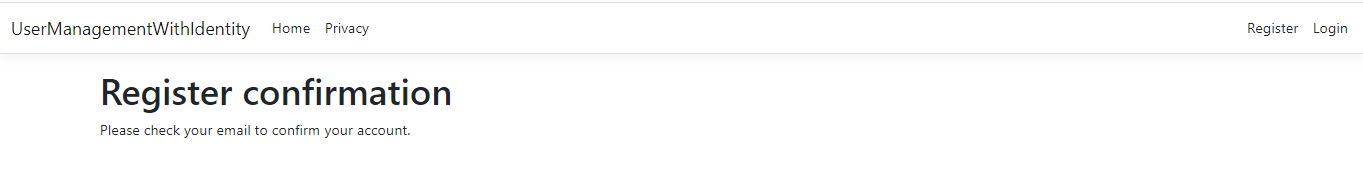 UserManagementWithIdentity Home Privacy Register Login
Register confirmation
Please check your email to confirm your account.